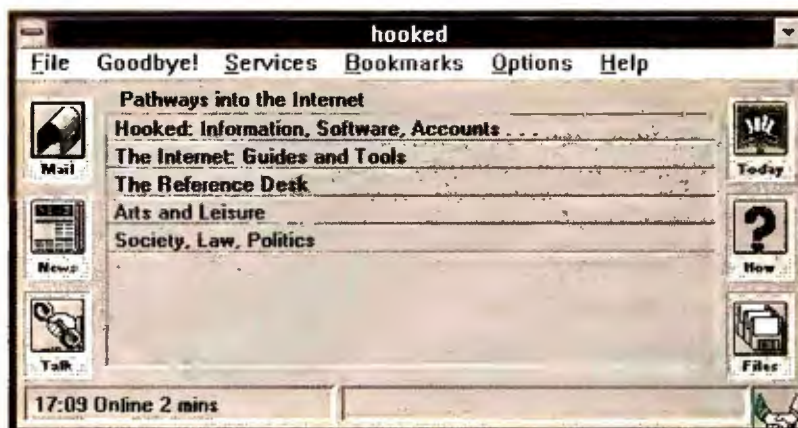 hooked
File Goodbye! Services Bookmarks Options Help
Pathways into the Internet
Hooked: Information, Software, Accounts
The Internet: Guides and Tools
The Reference Desk
Arts and Leisure
Society, Law, Politics
Mail
News
Talk
Today
How
Files
17:09 Online 2 mins